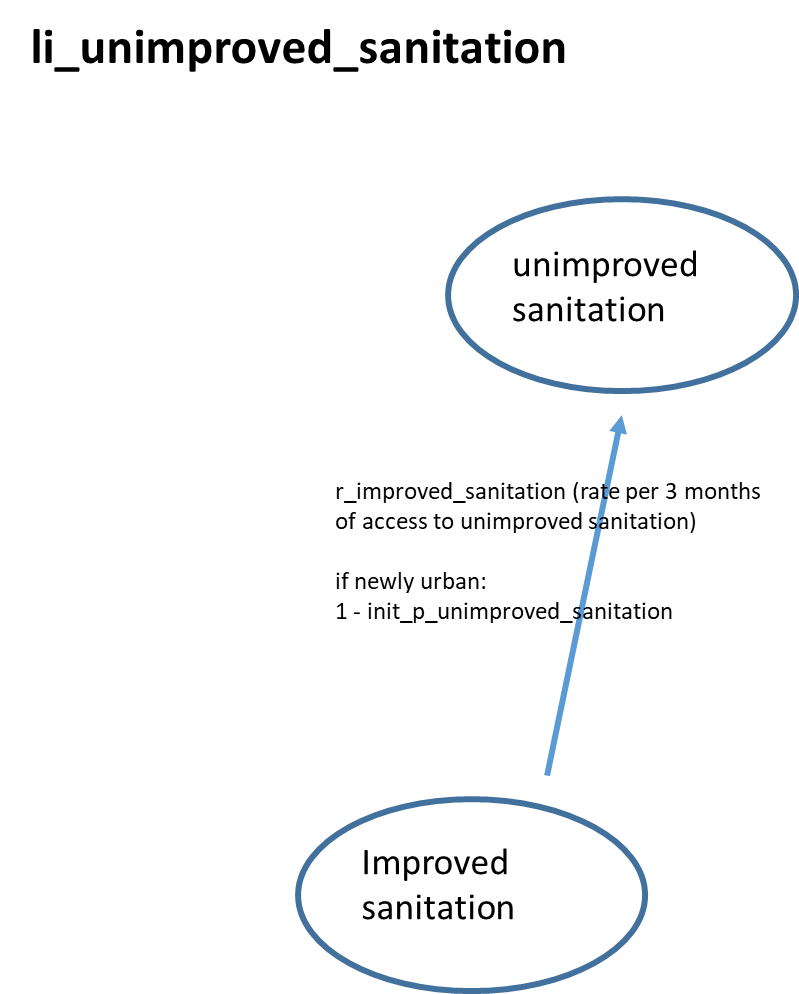 li_unimproved_sanitation
unimproved
sanitation
r_improved_sanitation (rate per 3 months
of access to unimproved sanitation)
if newly urban:
1 - init_p_unimproved_sanitation
Improved
sanitation